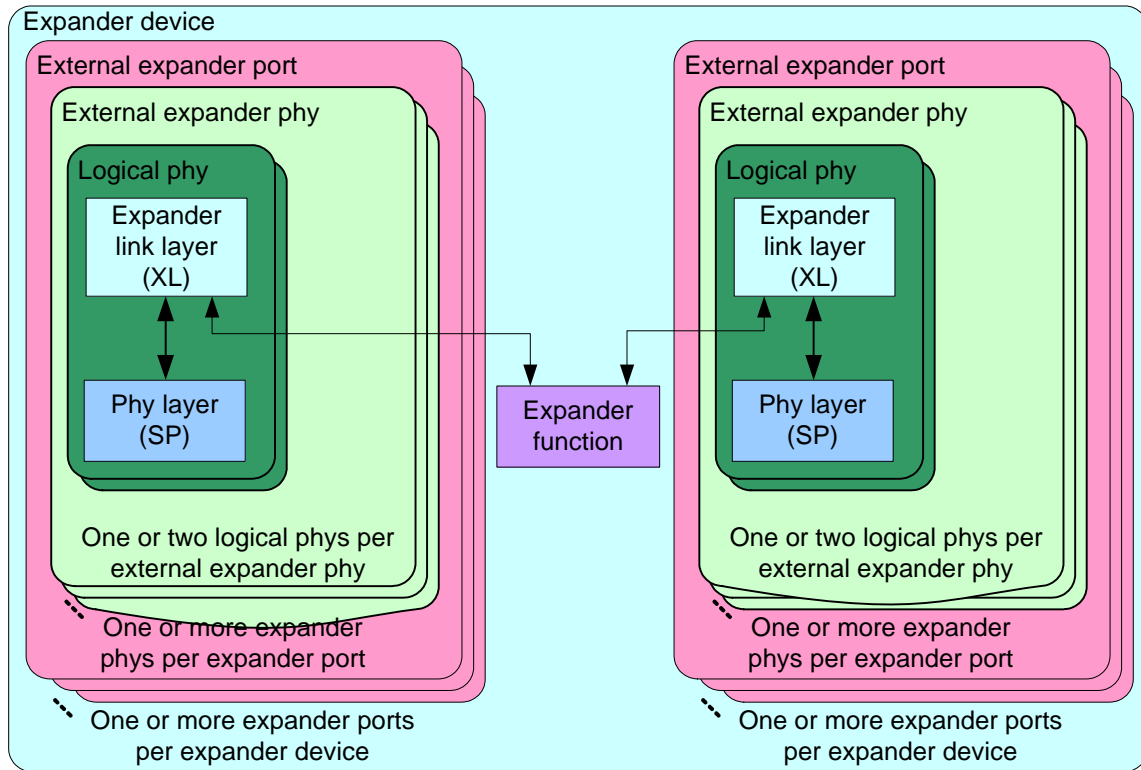 Expander device
External expander port
External expander phy
Logical phy
Expander
link layer
(XL)
Phy layer
(SP)
One or two logical phys per
external expander phy
One or more expander
phys per expander port
One or more expander ports
per expander device
Expander
function
External expander port
External expander phy
Logical phy
Expander
link layer
(XL)
Phy layer
(SP)
One or two logical phys per
external expander phy
One or more expander
phys per expander port
One or more expander ports
per expander device